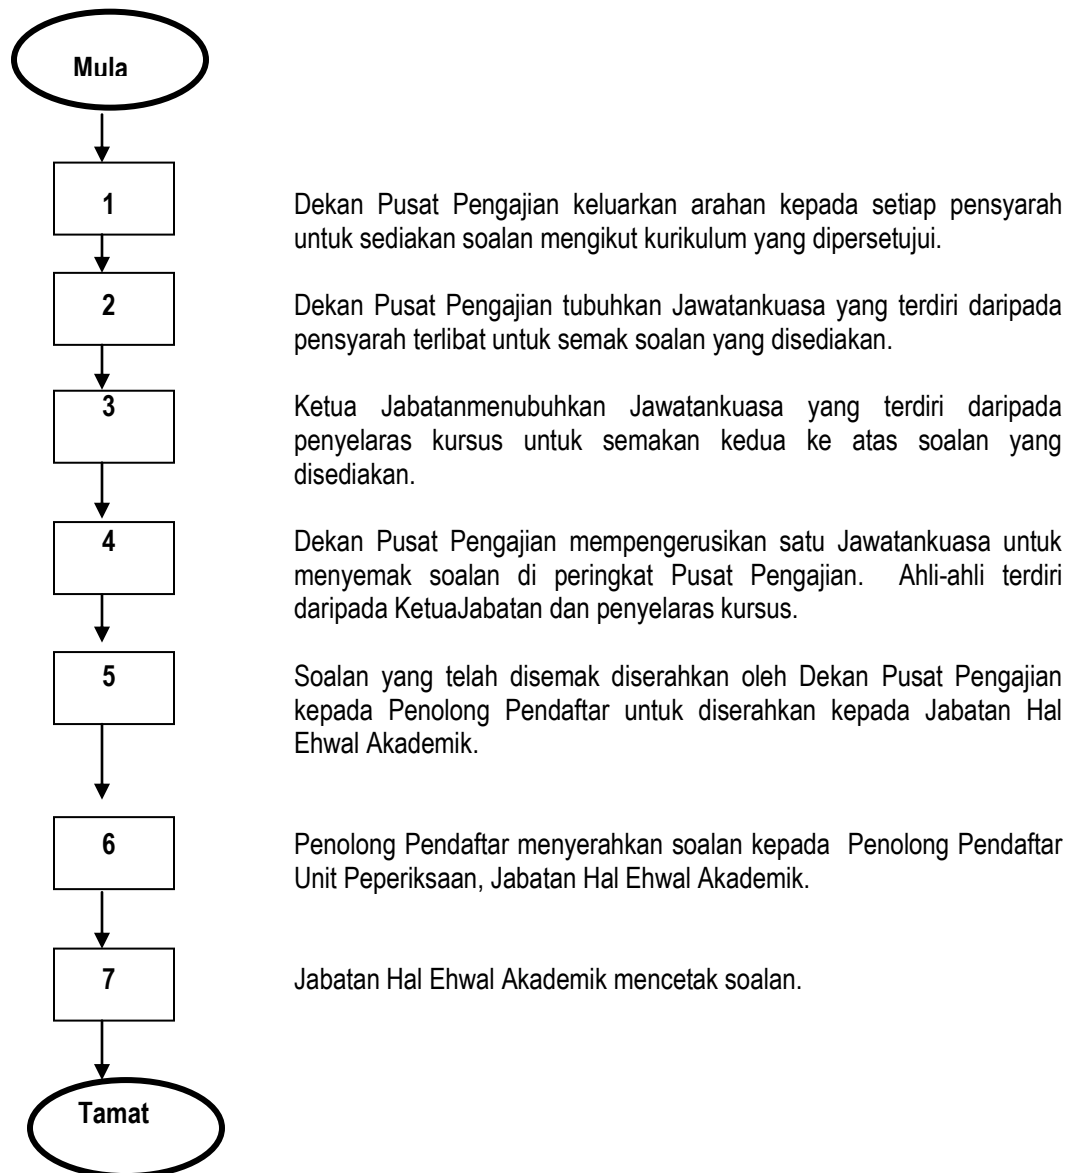 Mula
1
Dekan Pusat Pengajian keluarkan arahan kepada setiap pensyarah
untuk sediakan soalan mengikut kurikulum yang dipersetujui.
2
Dekan Pusat Pengajian tubuhkan Jawatankuasa yang terdiri daripada
pensyarah terlibat untuk semak soalan yang disediakan.
3
Ketua Jabatanmenubuhkan Jawatankuasa yang terdiri daripada
penyelaras kursus untuk semakan kedua ke atas soalan yang
disediakan.
4
Dekan Pusat Pengajian mempengerusikan satu Jawatankuasa untuk
menyemak soalan di peringkat Pusat Pengajian. Ahli-ahli terdiri
daripada KetuaJabatan dan penyelaras kursus.
5
Soalan yang telah disemak diserahkan oleh Dekan Pusat Pengajian
kepada Penolong Pendaftar untuk diserahkan kepada Jabatan Hal
Ehwal Akademik.
6
Penolong Pendaftar menyerahkan soalan kepada Penolong Pendaftar
Unit Peperiksaan, Jabatan Hal Ehwal Akademik.
7
Jabatan Hal Ehwal Akademik mencetak soalan.
Tamat